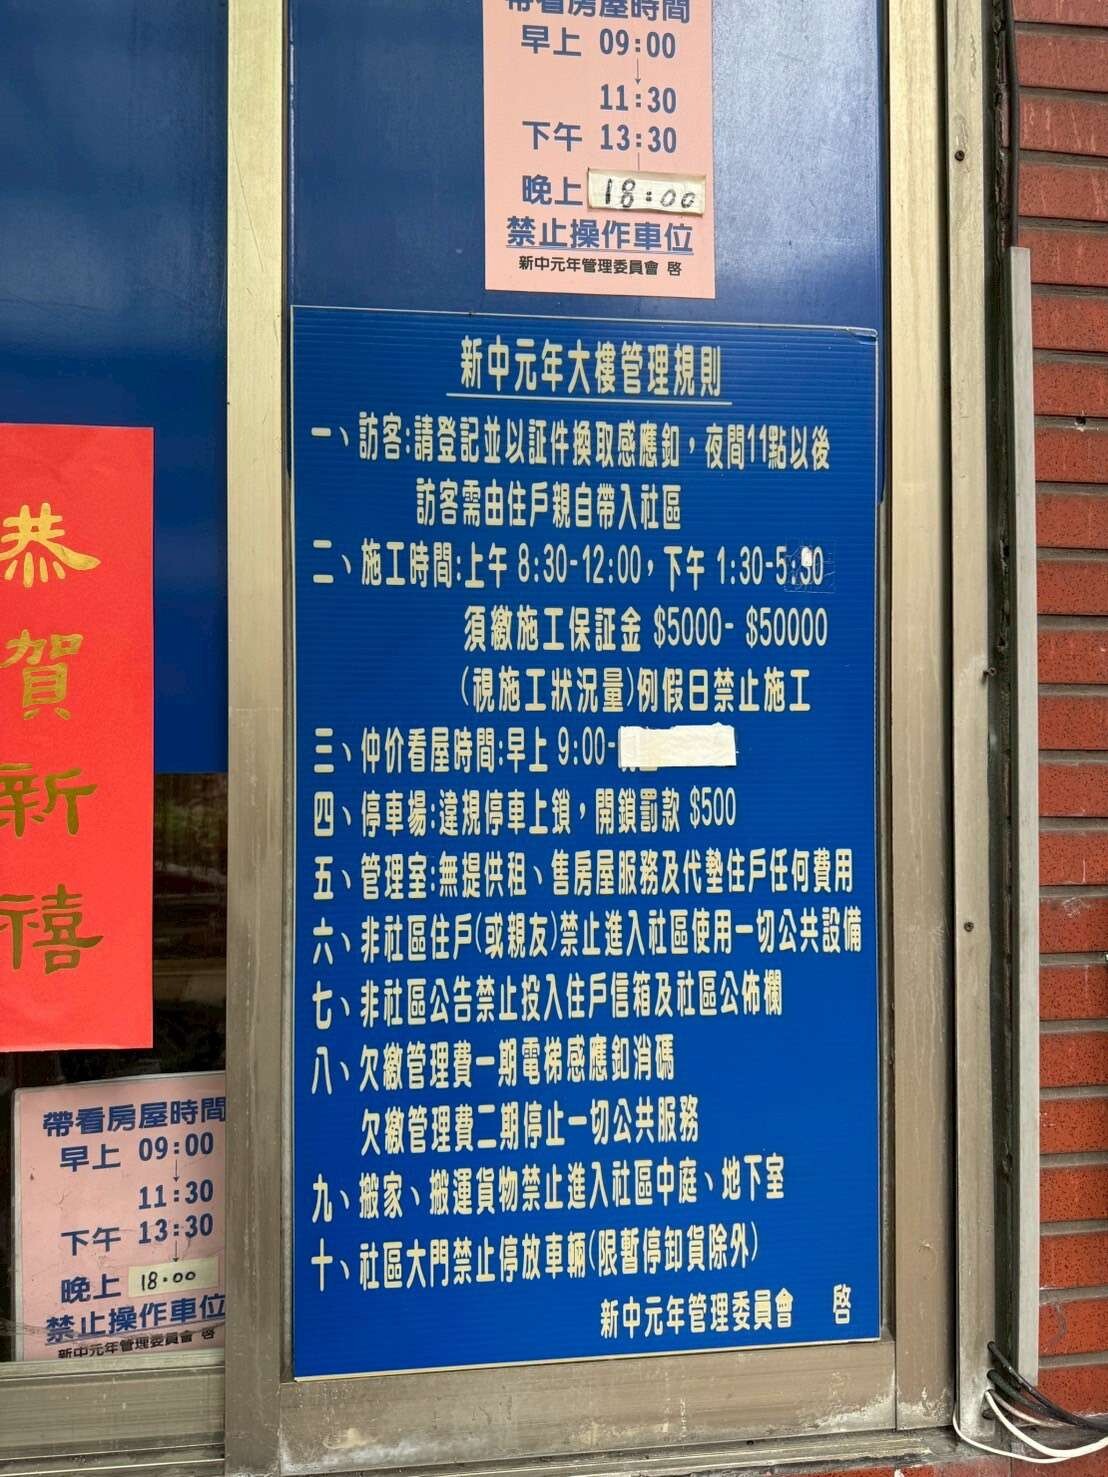 帶看房屋時間
早上 09:00
11:30
下午 13:30
晚上 18:00
禁止操作車位
新中元年管理委員會 啓
新中元年大樓管理規則
一、訪客:請登記並以証件換取感應釦，夜間11點以後
訪客需由住戶親自帶入社區
二、施工時間:上午 8:30-12:00，下午 1:30-5:30
須繳施工保証金 $5000- $50000
(視施工狀況量)例假日禁止施工
三、仲价看屋時間:早上 9:00-
四、停車場:違規停車上鎖，開鎖罰款 $500
五、管理室:無提供租、售房屋服務及代墊住戶任何費用
六、非社區住戶(或親友)禁止進入社區使用一切公共設備
七、非社區公告禁止投入住戶信箱及社區公佈欄
八、欠繳管理費一期電梯感應釦消碼
欠繳管理費二期停止一切公共服務
九、搬家、搬運貨物禁止進入社區中庭、地下室
十、社區大門禁止停放車輛(限暫停卸貨除外)
新中元年管理委員會 啓
恭賀新禧
帶看房屋時間
早上 09:00
11:30
下午 13:30
晚上 18:00
禁止操作車位
新中元年管理委員會 啓